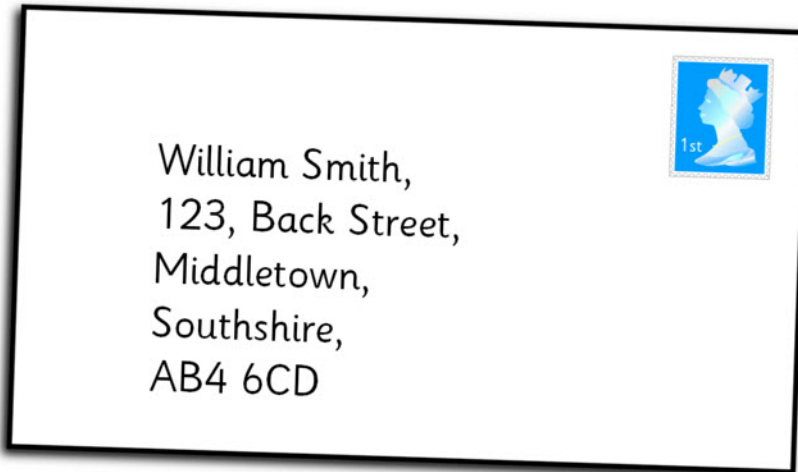 1st
William Smith,
123, Back Street,
Middletown,
Southshire,
AB4 6CD